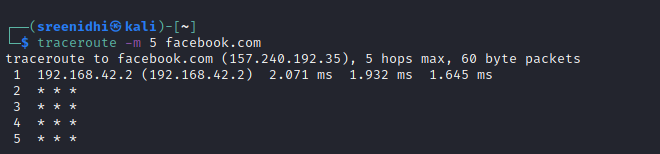 ┌──(sreenidhi㉿kali)-[~]
└─$ traceroute -m 5 facebook.com
traceroute to facebook.com (157.240.192.35), 5 hops max, 60 byte packets
 1  192.168.42.2 (192.168.42.2)  2.071 ms  1.932 ms  1.645 ms
 2  * * *
 3  * * *
 4  * * *
 5  * * *